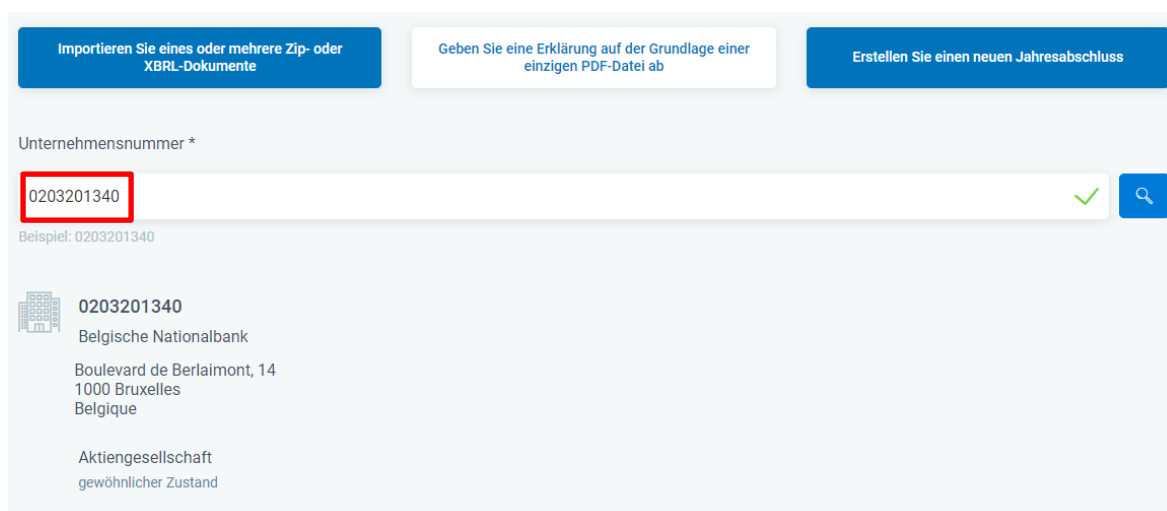 Importieren Sie eines oder mehrere Zip- oder
XBRL-Dokumente
Geben Sie eine Erklärung auf der Grundlage einer
einzigen PDF-Datei ab
Erstellen Sie einen neuen Jahresabschluss
Unternehmensnummer *
0203201340
Beispiel: 0203201340
0203201340
Belgische Nationalbank
Boulevard de Berlaimont, 14
1000 Bruxelles
Belgique
Aktiengesellschaft
gewöhnlicher Zustand